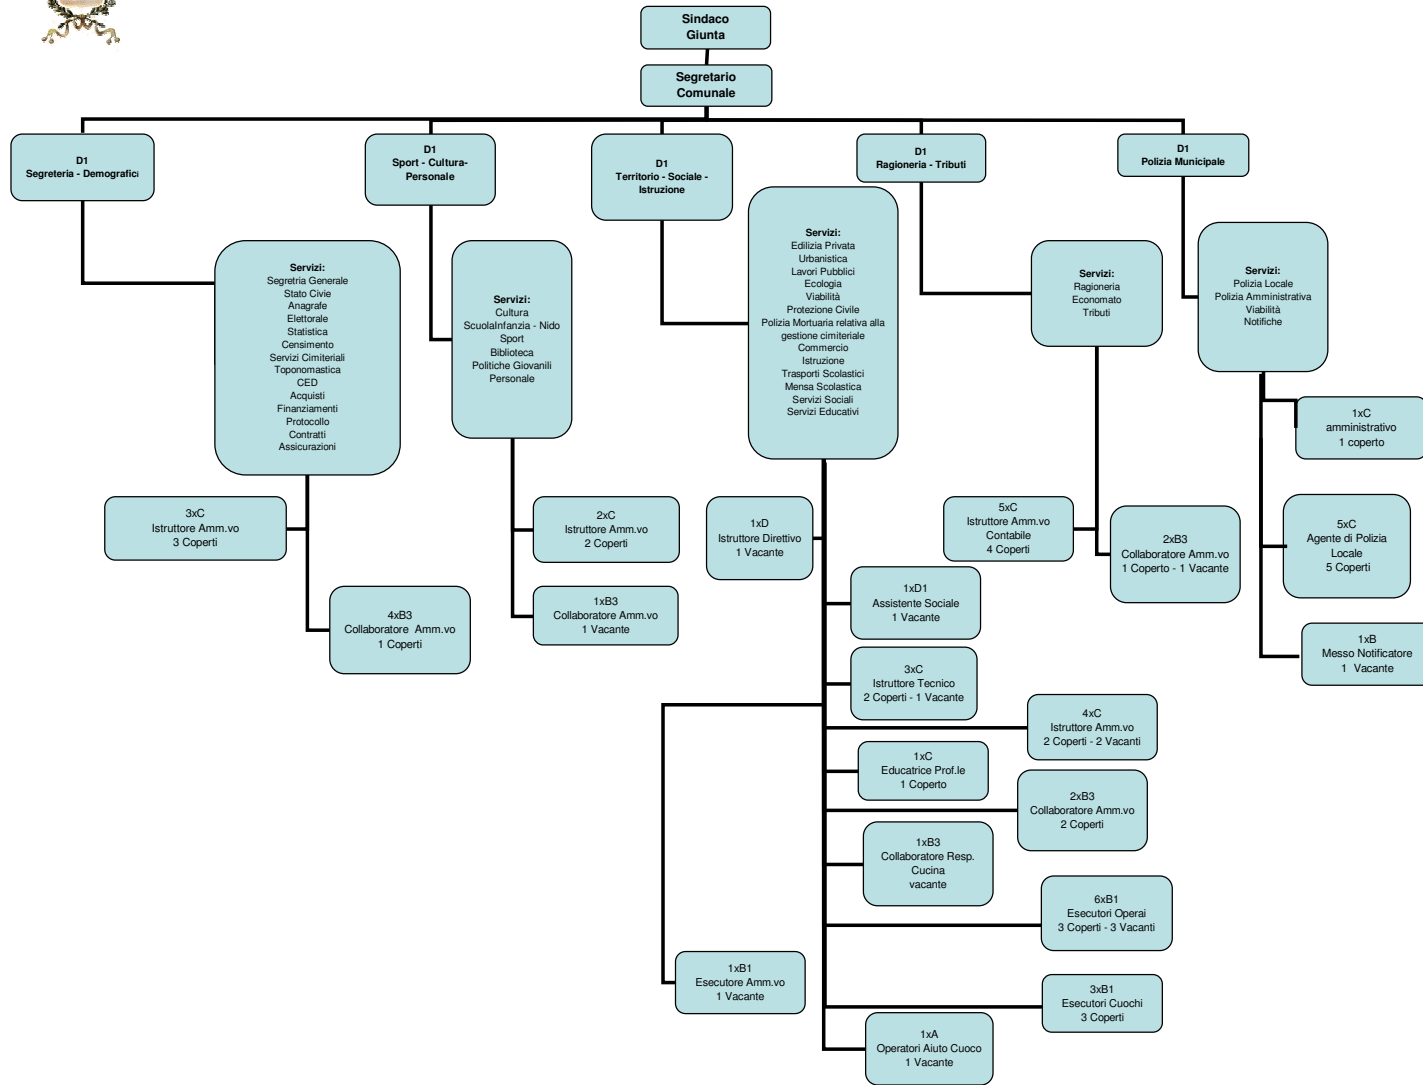 Sindaco
Giunta
Segretario
Comunale
D1
Segreteria - Demografici
D1
Sport - Cultura-
Personale
D1
Territorio - Sociale -
Istruzione
D1
Ragioneria - Tributi
D1
Polizia Municipale
Servizi:
Segretria Generale
Stato Civie
Anagrafe
Elettorale
Statistica
Censimento
Servizi Cimiteriali
Toponomastica
CED
Acquisti
Finanziamenti
Protocollo
Contratti
Assicurazioni
Servizi:
Cultura
ScuolaInfanzia - Nido
Sport
Biblioteca
Politiche Giovanili
Personale
Servizi:
Edilizia Privata
Urbanistica
Lavori Pubblici
Ecologia
Viabilità
Protezione Civile
Polizia Mortuaria relativa alla
gestione cimiteriale
Commercio
Istruzione
Trasporti Scolastici
Mensa Scolastica
Servizi Sociali
Servizi Educativi
Servizi:
Ragioneria
Economato
Tributi
Servizi:
Polizia Locale
Polizia Amministrativa
Viabilità
Notifiche
3xC
Istruttore Amm.vo
3 Coperti
4xB3
Collaboratore  Amm.vo
1 Coperti
2xC
Istruttore Amm.vo
2 Coperti
1xB3
Collaboratore Amm.vo
1 Vacante
1xD
Istruttore Direttivo
1 Vacante
1xD1
Assistente Sociale
1 Vacante
3xC
Istruttore Tecnico
2 Coperti - 1 Vacante
4xC
Istruttore Amm.vo
2 Coperti - 2 Vacanti
1xC
Educatrice Prof.le
1 Coperto
2xB3
Collaboratore Amm.vo
2 Coperti
1xB3
Collaboratore Resp.
Cucina
vacante
6xB1
Esecutori Operai
3 Coperti - 3 Vacanti
1xB1
Esecutore Amm.vo
1 Vacante
3xB1
Esecutori Cuochi
3 Coperti
1xA
Operatori Aiuto Cuoco
1 Vacante
5xC
Istruttore Amm.vo
Contabile
4 Coperti
2xB3
Collaboratore Amm.vo
1 Coperto - 1 Vacante
1xC
amministrativo
1 coperto
5xC
Agente di Polizia
Locale
5 Coperti
1xB
Messo Notificatore
1  Vacante